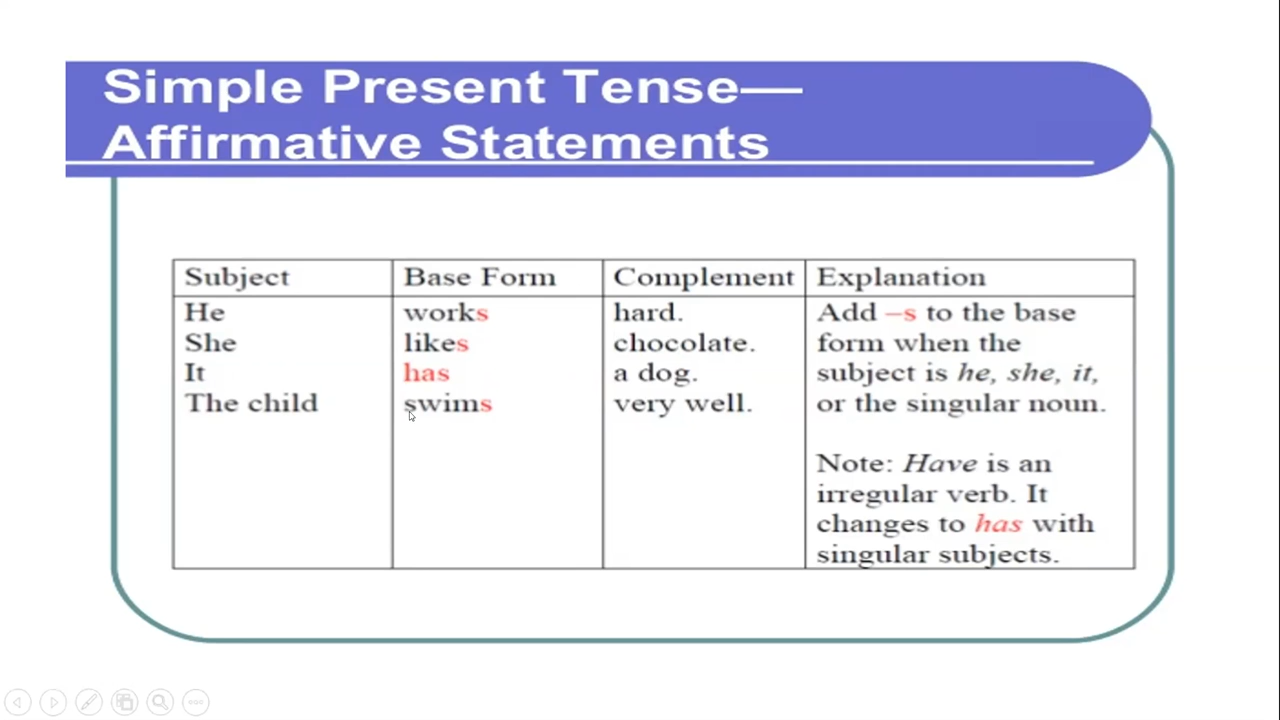 Simple Present Tense—
Affirmative Statements
Subject Base Form Complement Explanation
He works hard. Add –s to the base
She likes chocolate. form when the
It has a dog. subject is he, she, it,
The child swims very well. or the singular noun.
Note: Have is an
irregular verb. It
changes to has with
singular subjects.